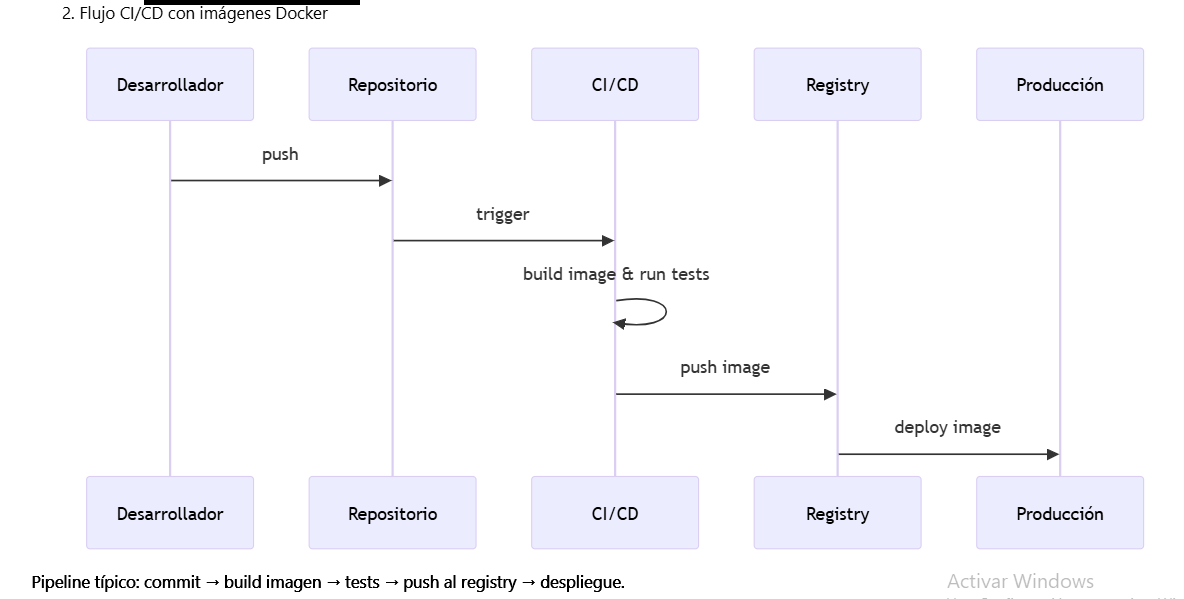 2. Flujo CI/CD con imágenes Docker
Desarrollador
Repositorio
CI/CD
Registry
Producción
push
trigger
build image & run tests
push image
deploy image
Desarrollador
Repositorio
CI/CD
Registry
Producción
Pipeline típico: commit → build imagen → tests → push al registry → despliegue.
Activar Windows